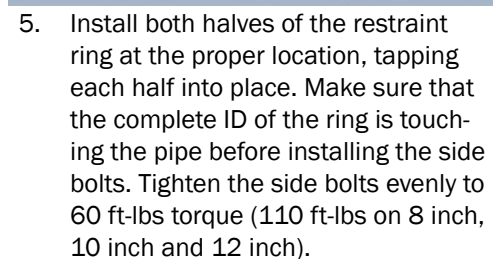 5. Install both halves of the restraint
ring at the proper location, tapping
each half into place. Make sure that
the complete ID of the ring is touch-
ing the pipe before installing the side
bolts. Tighten the side bolts evenly to
60 ft-lbs torque (110 ft-lbs on 8 inch,
10 inch and 12 inch).